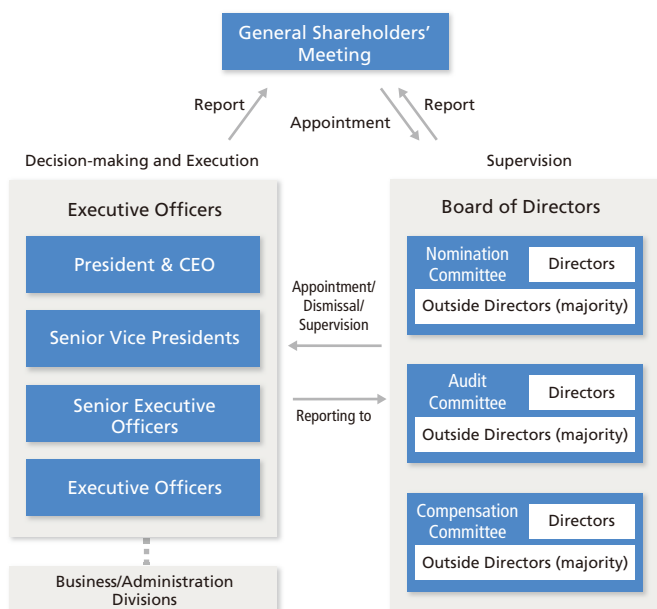 General Shareholders'
Meeting
Report
Appointment
Report
Decision-making and Execution
Supervision
Executive Officers
President & CEO
Senior Vice Presidents
Senior Executive
Officers
Executive Officers
Business/Administration
Divisions
Appointment/
Dismissal/
Supervision
Reporting to
Board of Directors
Nomination
Committee
Directors
Outside Directors (majority)
Audit
Committee
Directors
Outside Directors (majority)
Compensation
Committee
Directors
Outside Directors (majority)